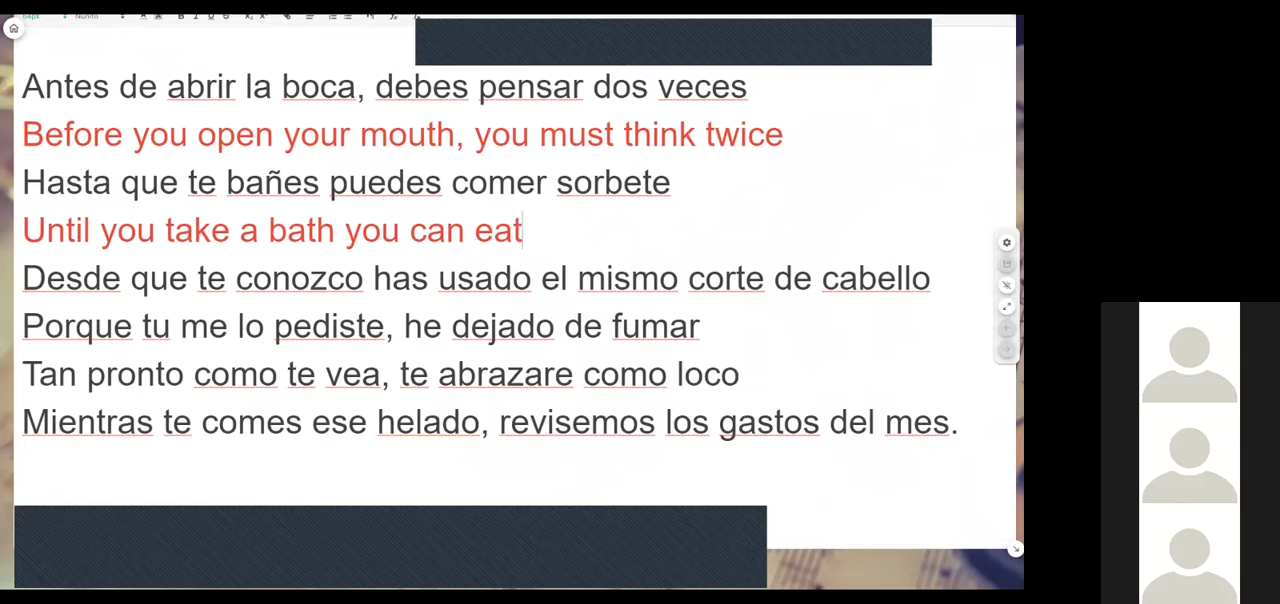 Antes de abrir la boca, debes pensar dos veces
Before you open your mouth, you must think twice
Hasta que te bañes puedes comer sorbete
Until you take a bath you can eat
Desde que te conozco has usado el mismo corte de cabello
Porque tu me lo pediste, he dejado de fumar
Tan pronto como te vea, te abrazare como loco
Mientras te comes ese helado, revisemos los gastos del mes.